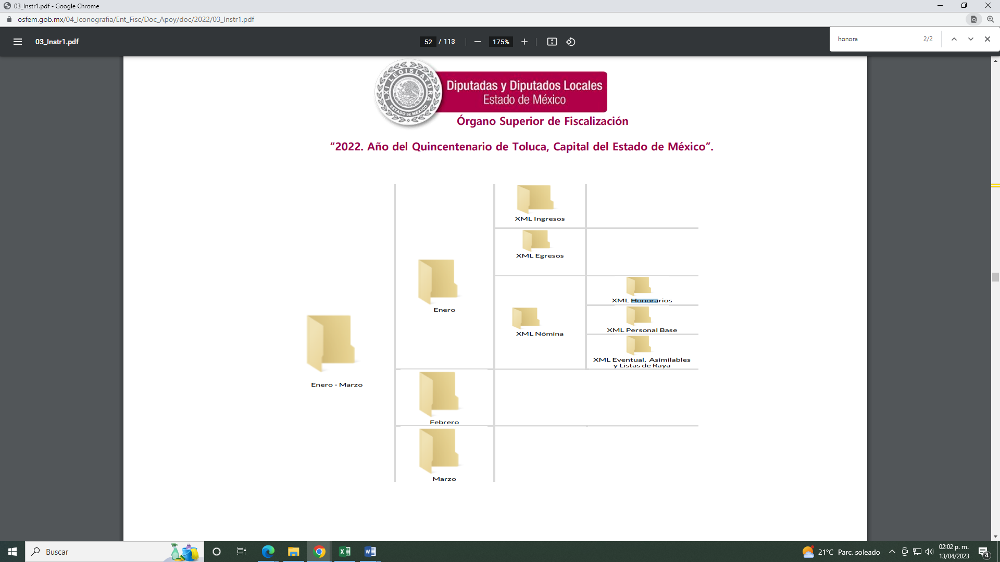 03_Instr1.pdf - Google Chrome
osfem.gob.mx/04_Iconografia/Ent_Fisc/Doc_Apoy/doc/2022/03_Instr1.pdf
03_Instr1.pdf
52 / 113
175%
honora
2/2
LXI LEGISLATURA
ESTADO DE MÉXICO
Diputadas y Diputados Locales
Estado de México
Órgano Superior de Fiscalización
“2022. Año del Quincentenario de Toluca, Capital del Estado de México”.
XML Ingresos
XML Egresos
Enero
XML Honorarios
XML Nómina
XML Personal Base
XML Eventual, Asimilables
y Listas de Raya
Enero - Marzo
Febrero
Marzo
Buscar
21°C Parc. soleado
02:02 p. m.
13/04/2023
4